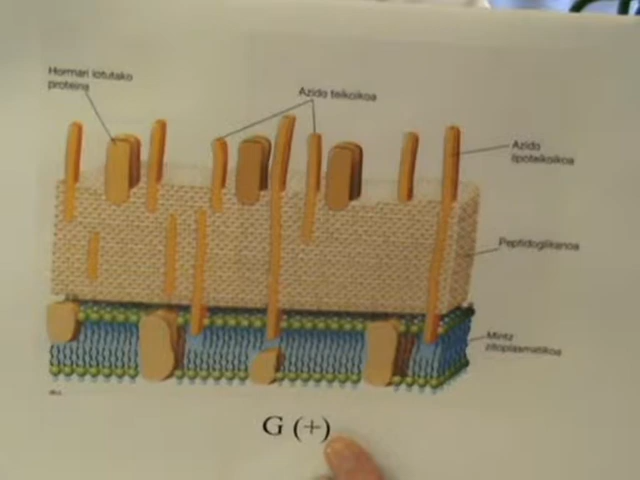 Hormari lotutako
proteina
Azido teikoikoa
Azido
lipoteikoikoa
Peptidoglikanoa
Mintz
zitoplasmatikoa
G (+)